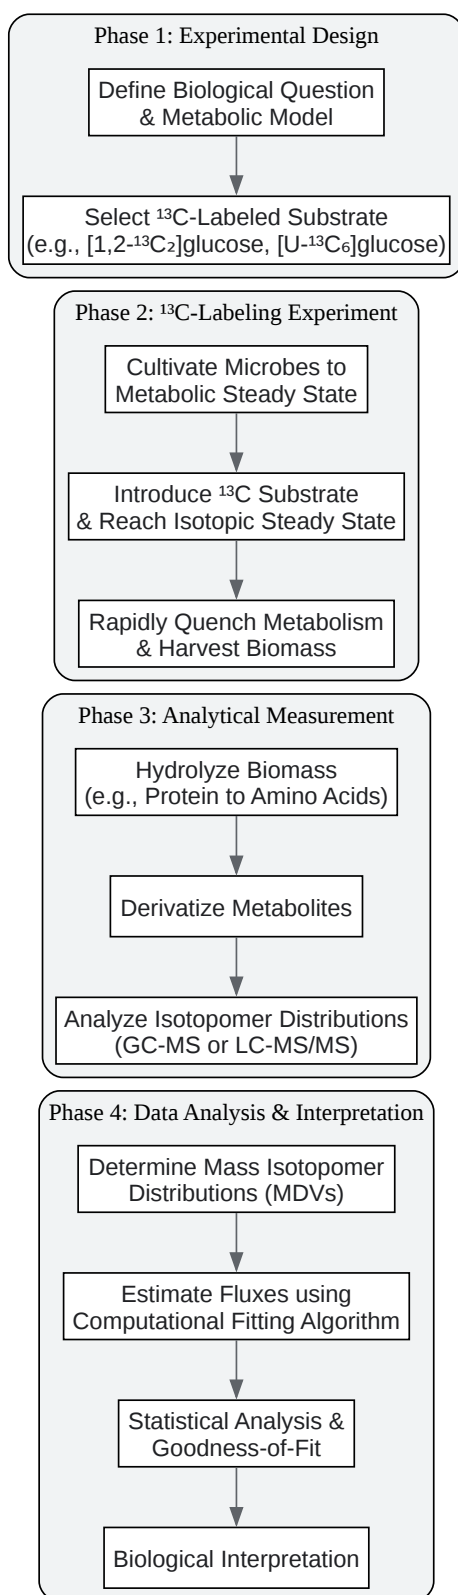 Phase 1: Experimental Design
Define Biological Question
& Metabolic Model
Select ¹³C-Labeled Substrate
(e.g., [1,2-¹³C₂]glucose, [U-¹³C₆]glucose)
Phase 2: ¹³C-Labeling Experiment
Cultivate Microbes to
Metabolic Steady State
Introduce ¹³C Substrate
& Reach Isotopic Steady State
Rapidly Quench Metabolism
& Harvest Biomass
Phase 3: Analytical Measurement
Hydrolyze Biomass
(e.g., Protein to Amino Acids)
Derivatize Metabolites
Analyze Isotopomer Distributions
(GC-MS or LC-MS/MS)
Phase 4: Data Analysis & Interpretation
Determine Mass Isotopomer
Distributions (MDVs)
Estimate Fluxes using
Computational Fitting Algorithm
Statistical Analysis &
Goodness-of-Fit
Biological Interpretation